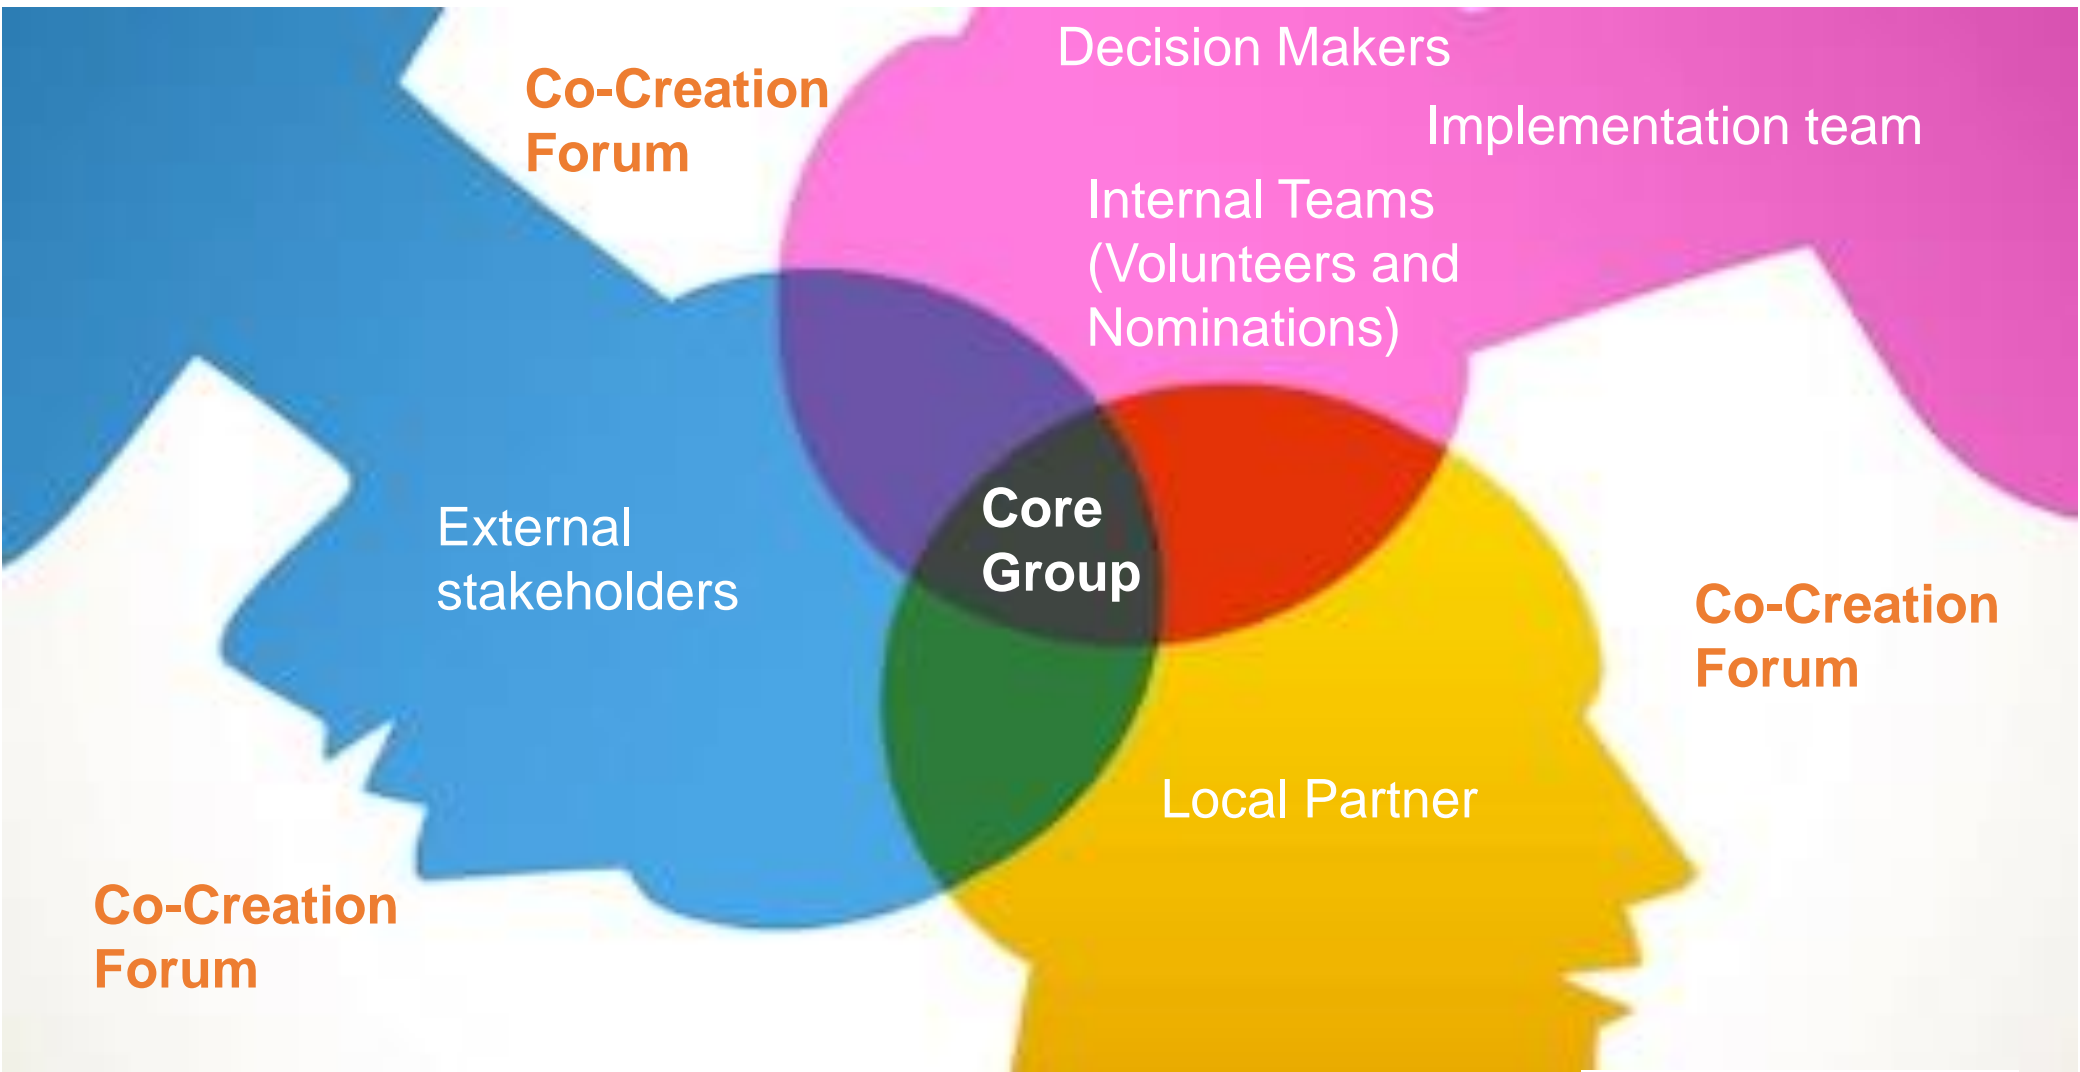 Decision Makers
Co-Creation
Forum
Implementation team
Internal Teams
(Volunteers and
Nominations)
Core
Group
External
stakeholders
Co-Creation
Forum
Local Partner
Co-Creation
Forum